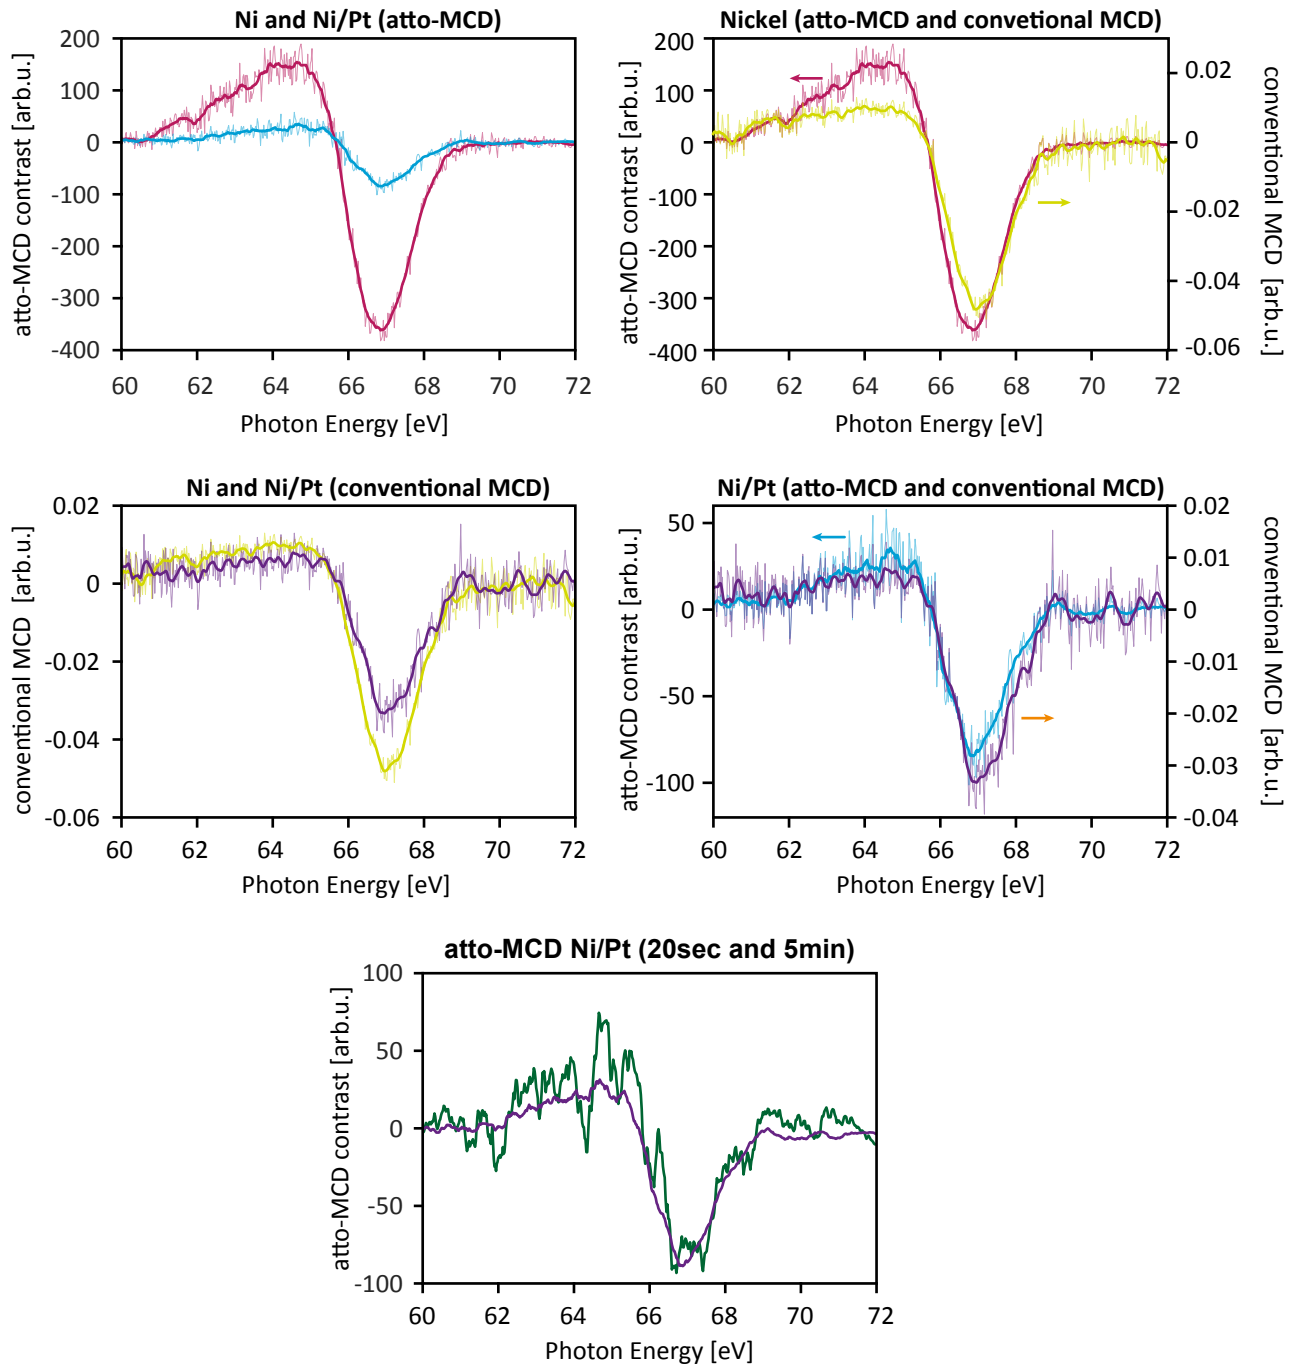 Ni and Ni/Pt (atto-MCD)
atto-MCD contrast [arb.u.]
200
100
0
-100
-200
-300
-400
60 62 64 66 68 70 72
Photon Energy [eV]
Nickel (atto-MCD and convetional MCD)
atto-MCD contrast [arb.u.]
200
100
0
-100
200
-300
-400
0.02
0
-0.02
-0.04
-0.06
conventional MCD [arb.u.]
60 62 64 66 68 70 72
Photon Energy [eV]
Ni and Ni/Pt (conventional MCD)
conventional MCD [arb.u.]
0.02
0
-0.02
-0.04
-0.06
60 62 64 66 68 70 72
Photon Energy [eV]
Ni/Pt (atto-MCD and conventional MCD)
atto-MCD contrast [arb.u.]
50
0
-50
-100
0.02
0.01
0
-0.01
-0.02
-0.03
-0.04
conventional MCD [arb.u.]
60 62 64 66 68 70 72
Photon Energy [eV]
atto-MCD Ni/Pt (20sec and 5min)
atto-MCD contrast [arb.u.]
100
50
0
-50
-100
60 62 64 66 68 70 72
Photon Energy [eV]